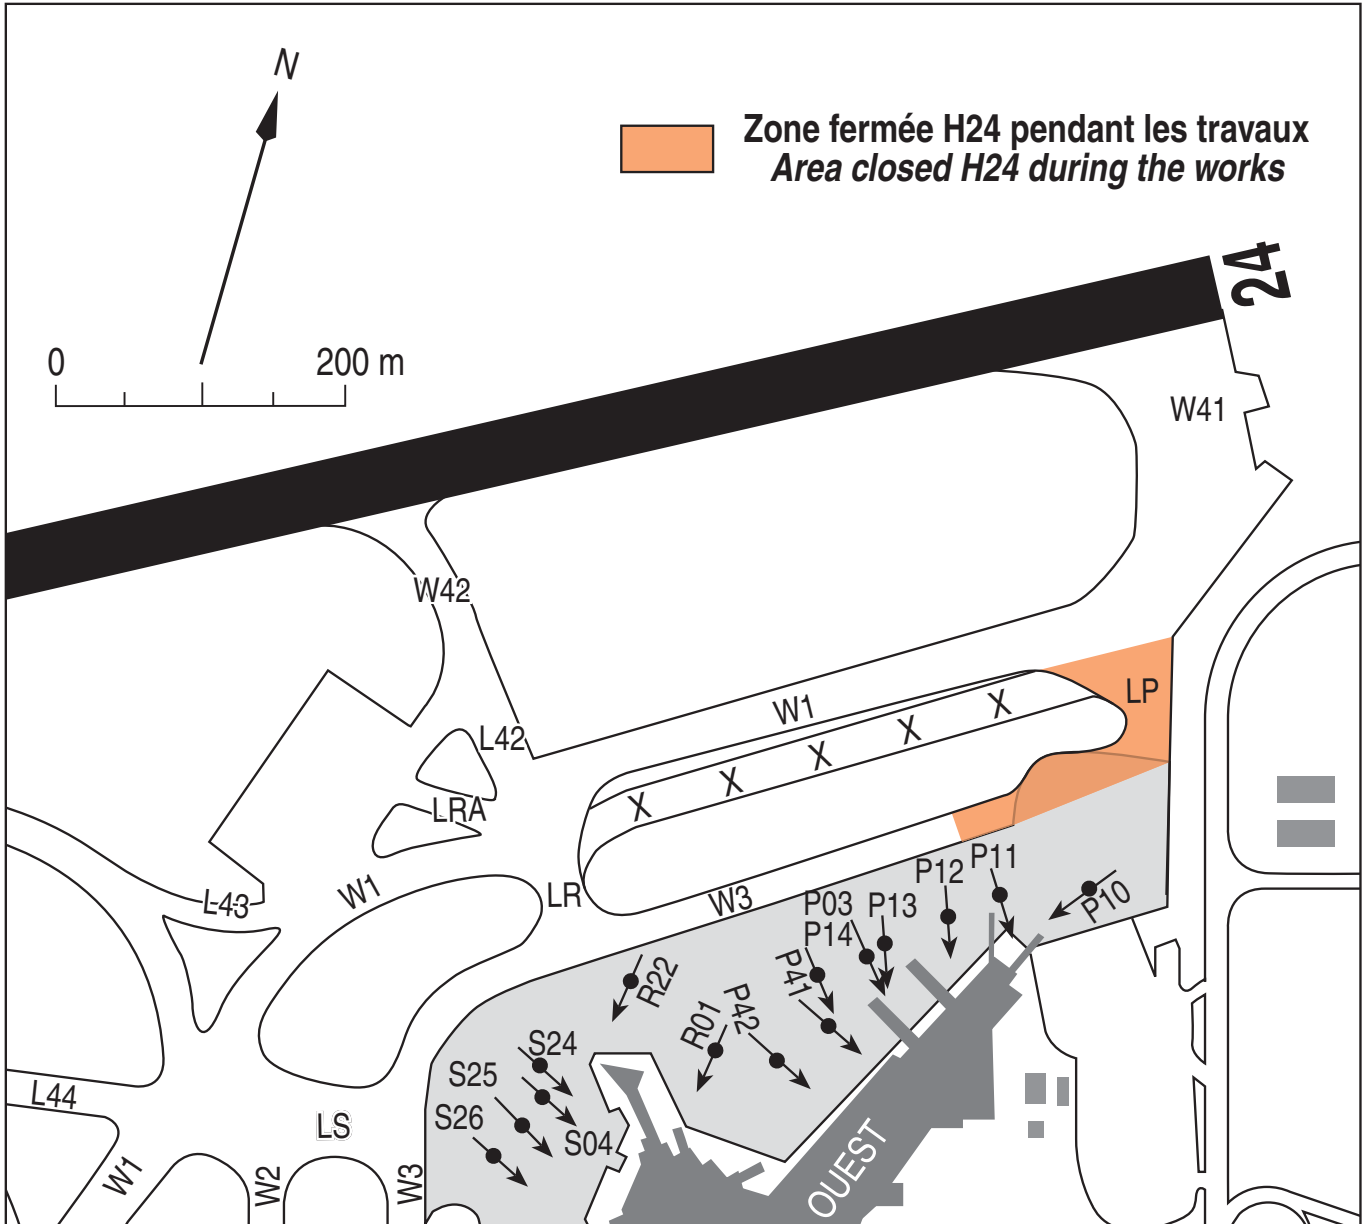 N
Zone fermée H24 pendant les travaux
Area closed H24 during the works
24
0 200 m
W41
W42
LP
W1
L42
X X X X X
LRA
L43
W1
LR
W3
P12 P11
P10
P03 P13
P14
P41
R22
R01
P42
S24
S25
S26
S04
L44
LS
W1
W2
W3
OUEST